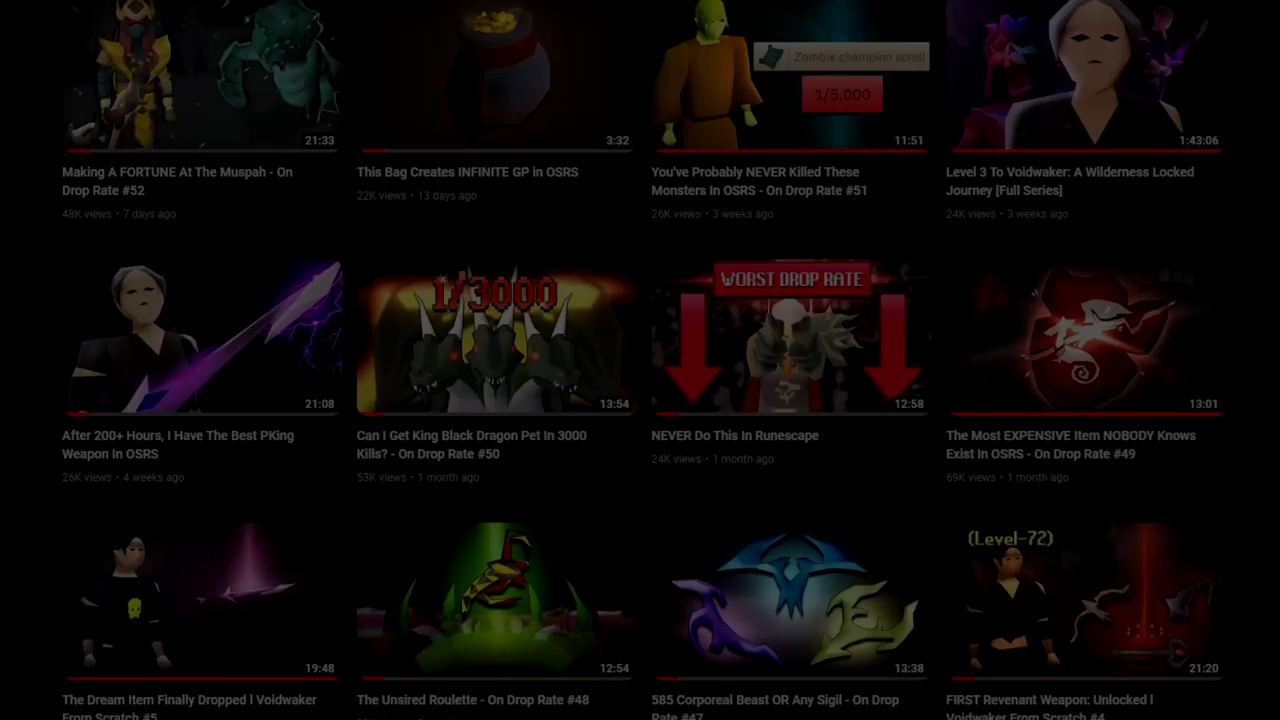 Zombie champion scroll
1/5,000
21:33
3:32
11:51
1:43:06
Making A FORTUNE At The Muspah - On
Drop Rate #52
48K views • 7 days ago
This Bag Creates INFINITE GP in OSRS
22K views • 13 days ago
You've Probably NEVER Killed These
Monsters In OSRS - On Drop Rate #51
26K views • 3 weeks ago
Level 3 To Voidwaker: A Wilderness Locked
Journey [Full Series]
24K views • 3 weeks ago
1/3000
WORST DROP RATE
21:08
13:54
12:58
13:01
After 200+ Hours, I Have The Best PKing
Weapon In OSRS
26K views • 4 weeks ago
Can I Get King Black Dragon Pet In 3000
Kills? - On Drop Rate #50
53K views • 1 month ago
NEVER Do This In Runescape
24K views • 1 month ago
The Most EXPENSIVE Item NOBODY Knows
Exist In OSRS - On Drop Rate #49
69K views • 1 month ago
(Level-72)
19:48
12:54
13:38
21:20
The Dream Item Finally Dropped l Voidwaker
From Scratch #5
The Unsired Roulette - On Drop Rate #48
585 Corporeal Beast OR Any Sigil - On Drop
Rate #47
FIRST Revenant Weapon: Unlocked l
Voidwaker From Scratch #4